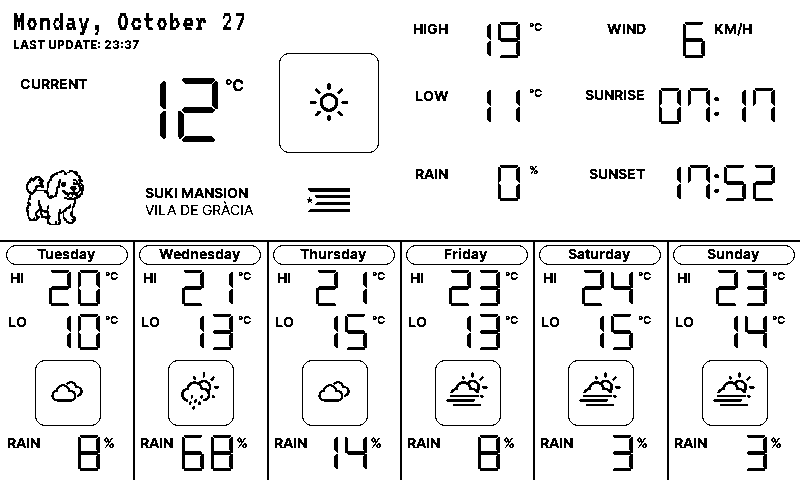 Monday, October 27
LAST UPDATE: 23:37
CURRENT 12 °C
SUKI MANSION
VILA DE GRÀCIA
HIGH 19 °C
LOW 11 °C
RAIN 0 %
WIND 6 KM/H
SUNRISE 07:17
SUNSET 17:52
Tuesday
HI 20 °C
LO 10 °C
RAIN 8 %
Wednesday
HI 21 °C
LO 13 °C
RAIN 68 %
Thursday
HI 21 °C
LO 15 °C
RAIN 14 %
Friday
HI 23 °C
LO 13 °C
RAIN 8 %
Saturday
HI 24 °C
LO 15 °C
RAIN 3 %
Sunday
HI 23 °C
LO 14 °C
RAIN 3 %